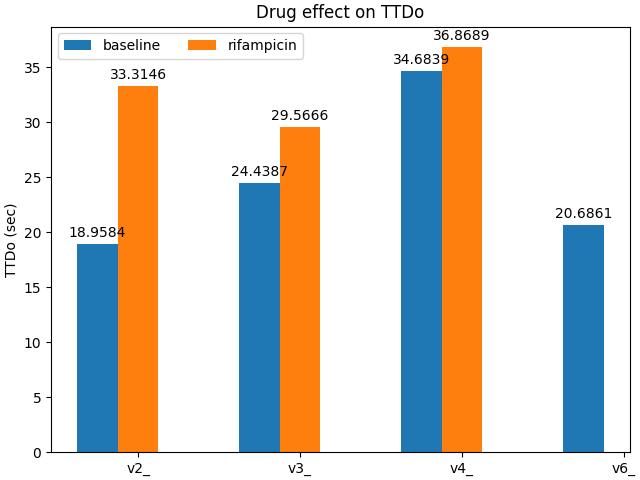 Drug effect on TTDo
baseline
rifampicin
TTDo (sec)
35
30
25
20
15
10
5
0
18.9584
33.3146
24.4387
29.5666
34.6839
36.8689
20.6861
v2_
v3_
v4_
v6_